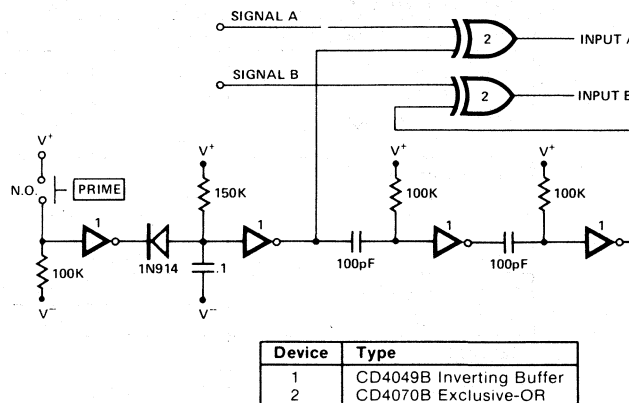 SIGNAL A
2
INPUT A
SIGNAL B
2
INPUT B
V+
V+
V+
V+
N.O.
PRIME
150K
100K
100K
1
1
1
1
100K
1N914
.1
100pF
100pF
V−
V−
Device Type
1 CD4049B Inverting Buffer
2 CD4070B Exclusive-OR